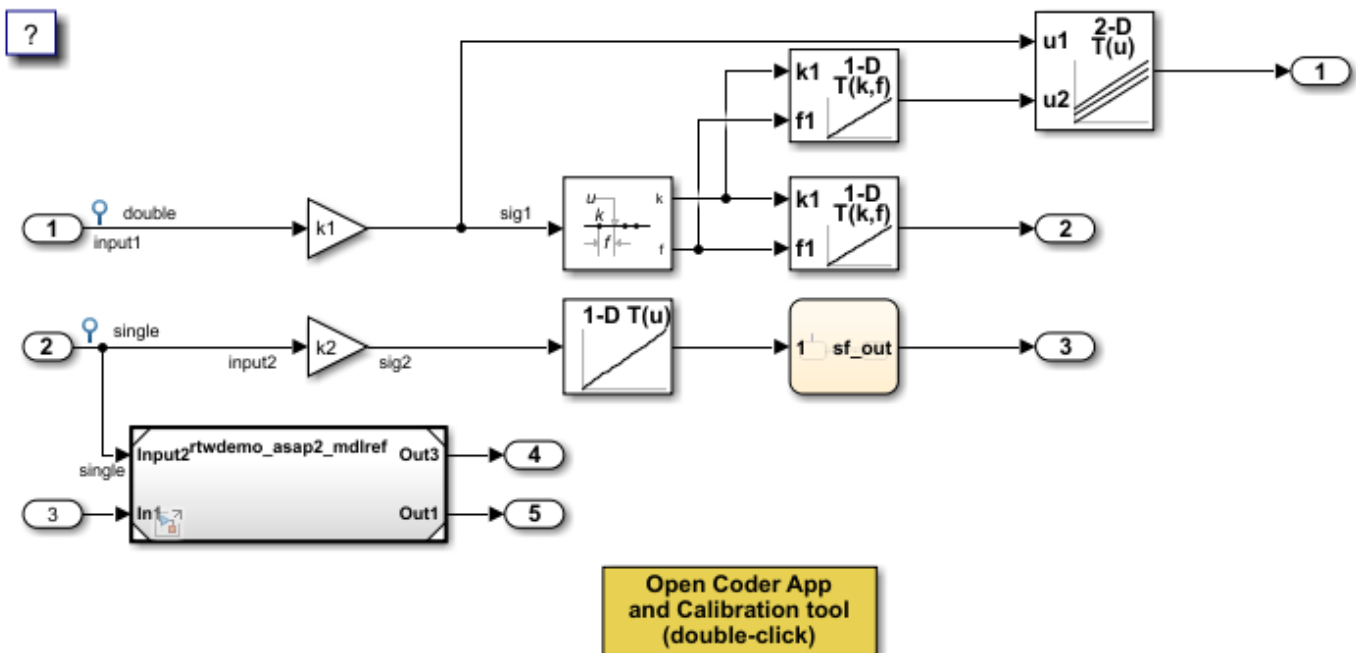 ?
u1
2-D
T(u)
u2
1
k1
1-D
T(k,f)
f1
1
double
input1
k1
sig1
u
k
f
k
f
k1
1-D
T(k,f)
f1
2
2
single
input2
k2
sig2
1-D T(u)
1
sf_out
3
single
Input2
rtwdemo_asap2_mdlref
Out3
4
3
In1
Out1
5
Open Coder App
and Calibration tool
(double-click)